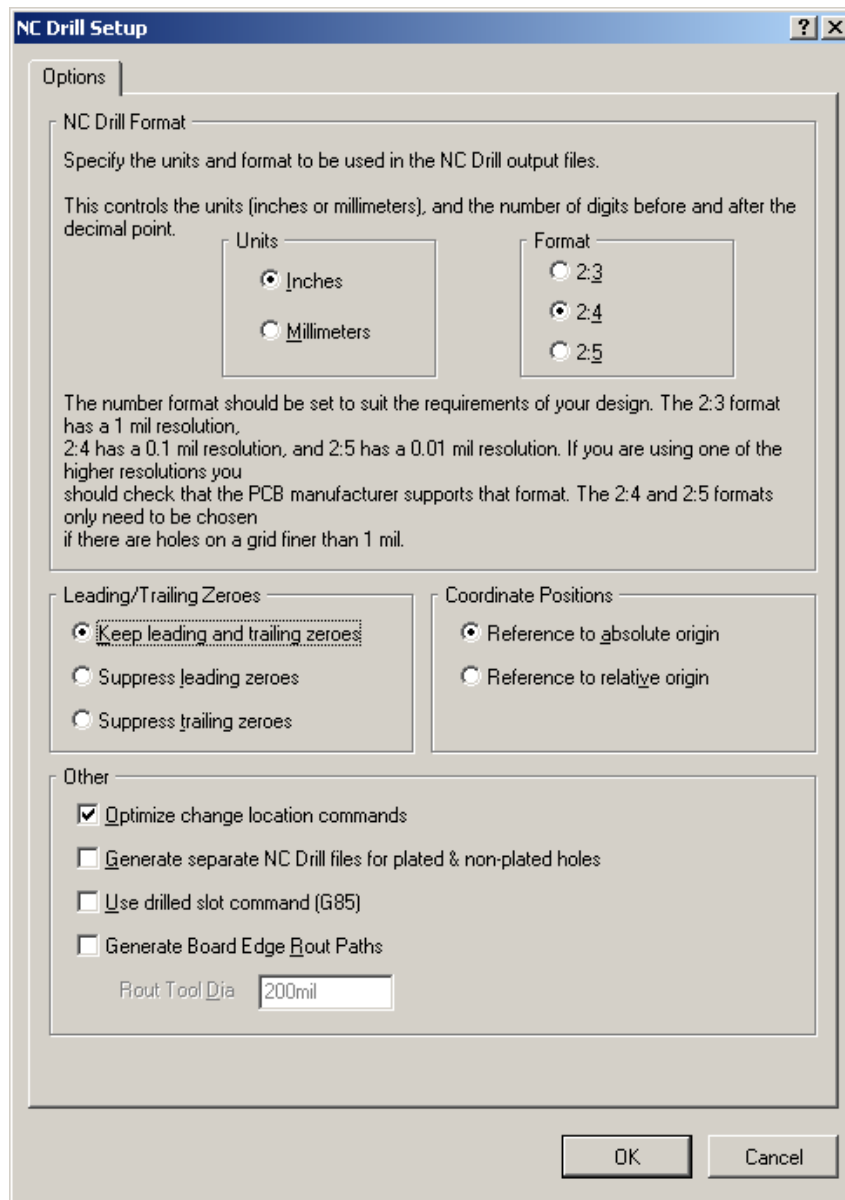 NC Drill Setup
Options
NC Drill Format
Specify the units and format to be used in the NC Drill output files.
This controls the units (inches or millimeters), and the number of digits before and after the
decimal point.
Units
Inches
Millimeters
Format
2:3
2:4
2:5
The number format should be set to suit the requirements of your design. The 2:3 format
has a 1 mil resolution,
2:4 has a 0.1 mil resolution, and 2:5 has a 0.01 mil resolution. If you are using one of the
higher resolutions you
should check that the PCB manufacturer supports that format. The 2:4 and 2:5 formats
only need to be chosen
if there are holes on a grid finer than 1 mil.
Leading/Trailing Zeroes
Keep leading and trailing zeroes
Suppress leading zeroes
Suppress trailing zeroes
Coordinate Positions
Reference to absolute origin
Reference to relative origin
Other
Optimize change location commands
Generate separate NC Drill files for plated & non-plated holes
Use drilled slot command (G85)
Generate Board Edge Rout Paths
Rout Tool Dia 200mil
OK Cancel